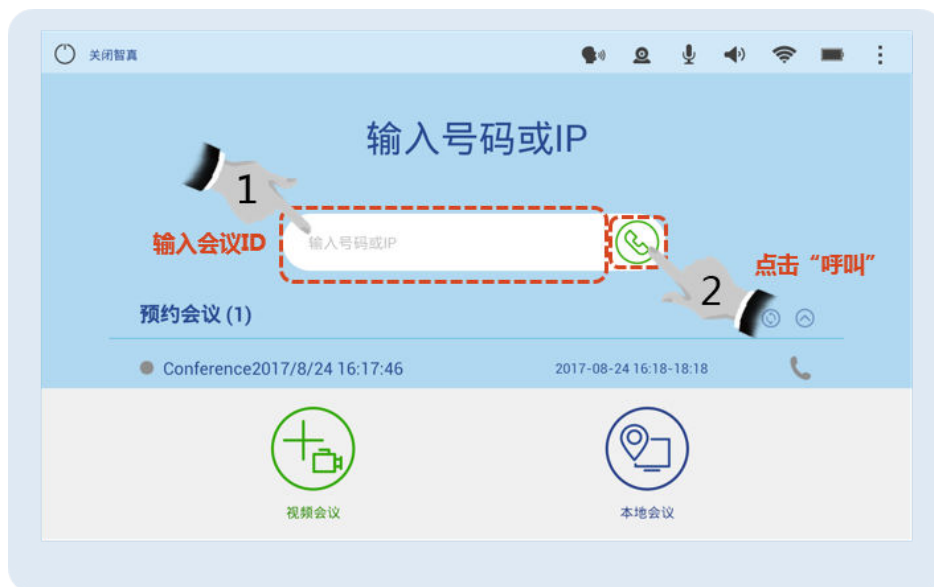 关闭智真
输入号码或IP
1
输入会议ID
输入号码或IP
2
点击“呼叫”
预约会议 (1)
Conference2017/8/24 16:17:46
2017-08-24 16:18-18:18
视频会议
本地会议